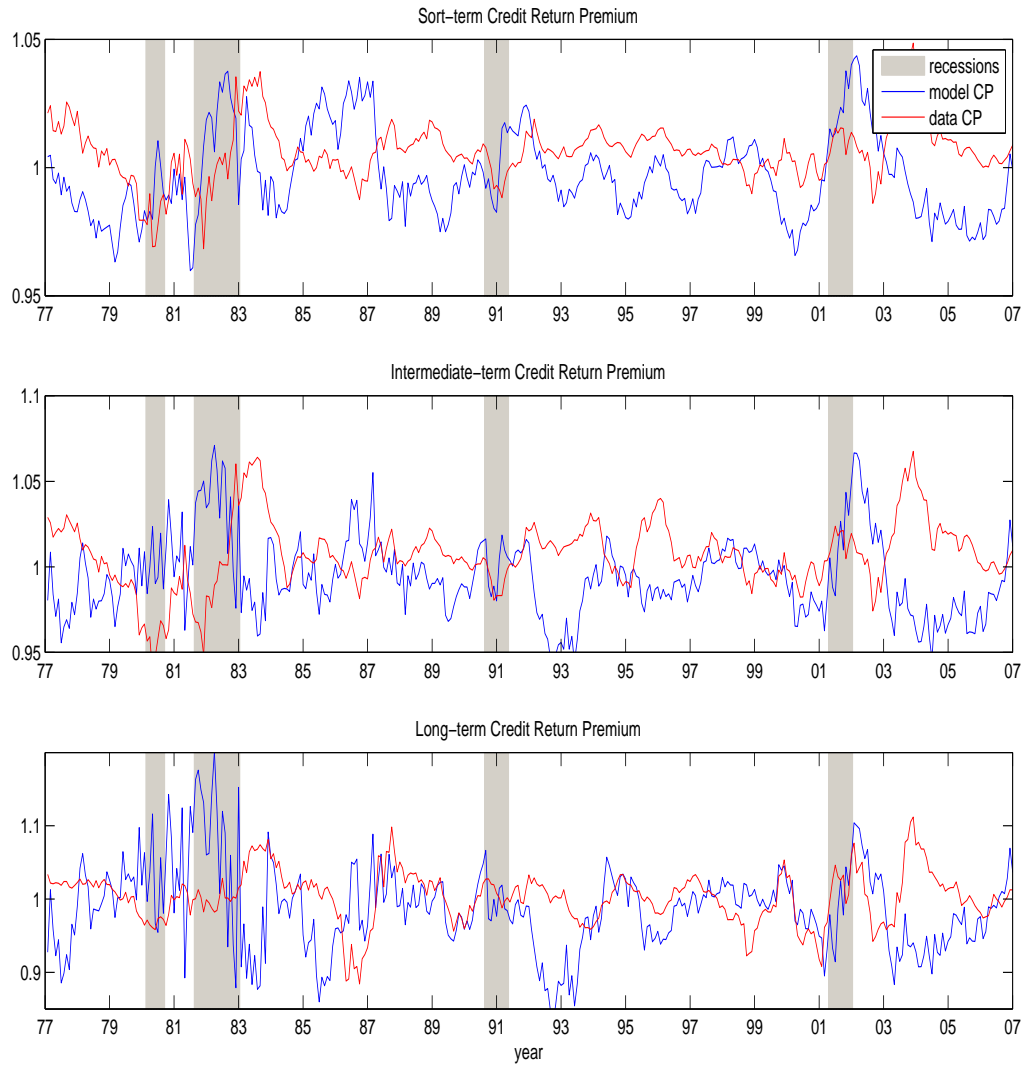 Sort-term Credit Return Premium
1.05
1
0.95
77 79 81 83 85 87 89 91 93 95 97 99 01 03 05 07
recessions
model CP
data CP
Intermediate-term Credit Return Premium
1.1
1.05
1
0.95
77 79 81 83 85 87 89 91 93 95 97 99 01 03 05 07
Long-term Credit Return Premium
1.1
1
0.9
77 79 81 83 85 87 89 91 93 95 97 99 01 03 05 07
year